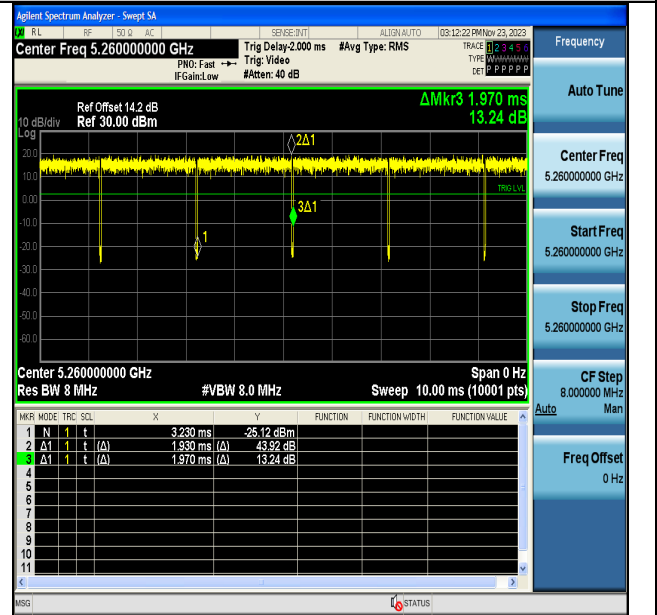 Agilent Spectrum Analyzer - Swept SA
LXI RL RF 50 Ω AC SENSE:INT ALIGN AUTO 03:12:22 PM Nov 23, 2023
Center Freq 5.260000000 GHz Trig Delay-2.000 ms #Avg Type: RMS TRACE 1 2 3 4 5 6
PNO: Fast Trig: Video TYPE WWWWWW
IFGain:Low #Atten: 40 dB DET P P P P P P
Frequency
Auto Tune
Center Freq
5.260000000 GHz
Start Freq
5.260000000 GHz
Stop Freq
5.260000000 GHz
CF Step
8.000000 MHz
Auto Man
Freq Offset
0 Hz
ΔMkr3 1.970 ms
13.24 dB
Ref Offset 14.2 dB
10 dB/div Ref 30.00 dBm
Log
20.0
10.0
0.00
-10.0
-20.0
-30.0
-40.0
-50.0
-60.0
2Δ1
TRIG LVL
3Δ1
1
Center 5.260000000 GHz Span 0 Hz
Res BW 8 MHz #VBW 8.0 MHz Sweep 10.00 ms (10001 pts)
MKR MODE TRC SCL X Y FUNCTION FUNCTION WIDTH FUNCTION VALUE
1 N 1 t 3.230 ms -25.12 dBm
2 Δ1 1 t (Δ) 1.930 ms (Δ) 43.92 dB
3 Δ1 1 t (Δ) 1.970 ms (Δ) 13.24 dB
4
5
6
7
8
9
10
11
MSG STATUS